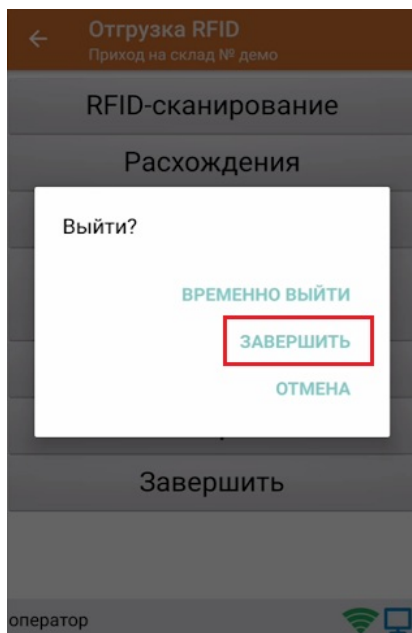 Отгрузка RFID
Приход на склад № демо
RFID-сканирование
Расхождения
Выйти?
ВРЕМЕННО ВЫЙТИ
ЗАВЕРШИТЬ
ОТМЕНА
Завершить
оператор